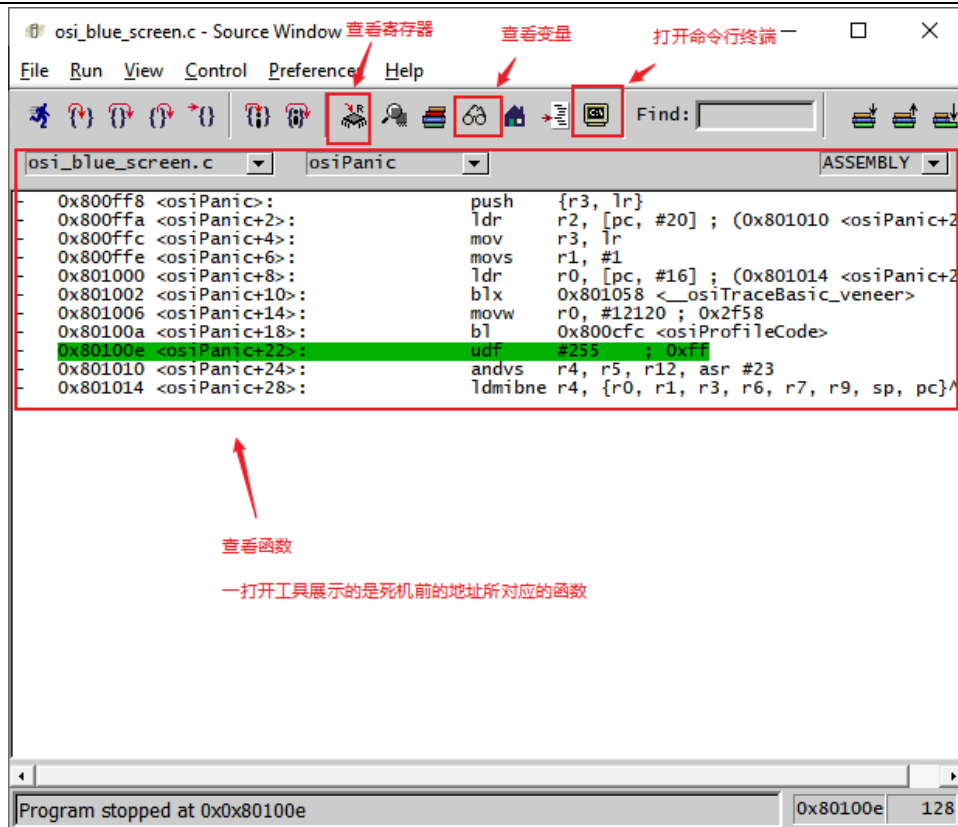 osi_blue_screen.c - Source Window
查看寄存器
查看变量
打开命令行终端
File Run View Control Preferences Help
Find:
osi_blue_screen.c osiPanic ASSEMBLY
- 0x800ff8 <osiPanic>: push {r3, lr}
- 0x800ffa <osiPanic+2>: ldr r2, [pc, #20] ; (0x801010 <osiPanic+2
- 0x800ffc <osiPanic+4>: mov r3, lr
- 0x800ffe <osiPanic+6>: movs r1, #1
- 0x801000 <osiPanic+8>: ldr r0, [pc, #16] ; (0x801014 <osiPanic+2
- 0x801002 <osiPanic+10>: blx 0x801058 <__osiTraceBasic_veneer>
- 0x801006 <osiPanic+14>: movw r0, #12120 ; 0x2f58
- 0x80100a <osiPanic+18>: bl 0x800cfc <osiProfileCode>
- 0x80100e <osiPanic+22>: udf #255 ; 0xff
- 0x801010 <osiPanic+24>: andvs r4, r5, r12, asr #23
- 0x801014 <osiPanic+28>: ldmibne r4, {r0, r1, r3, r6, r7, r9, sp, pc}^
查看函数
一打开工具展示的是死机前的地址所对应的函数
Program stopped at 0x0x80100e 0x80100e 128